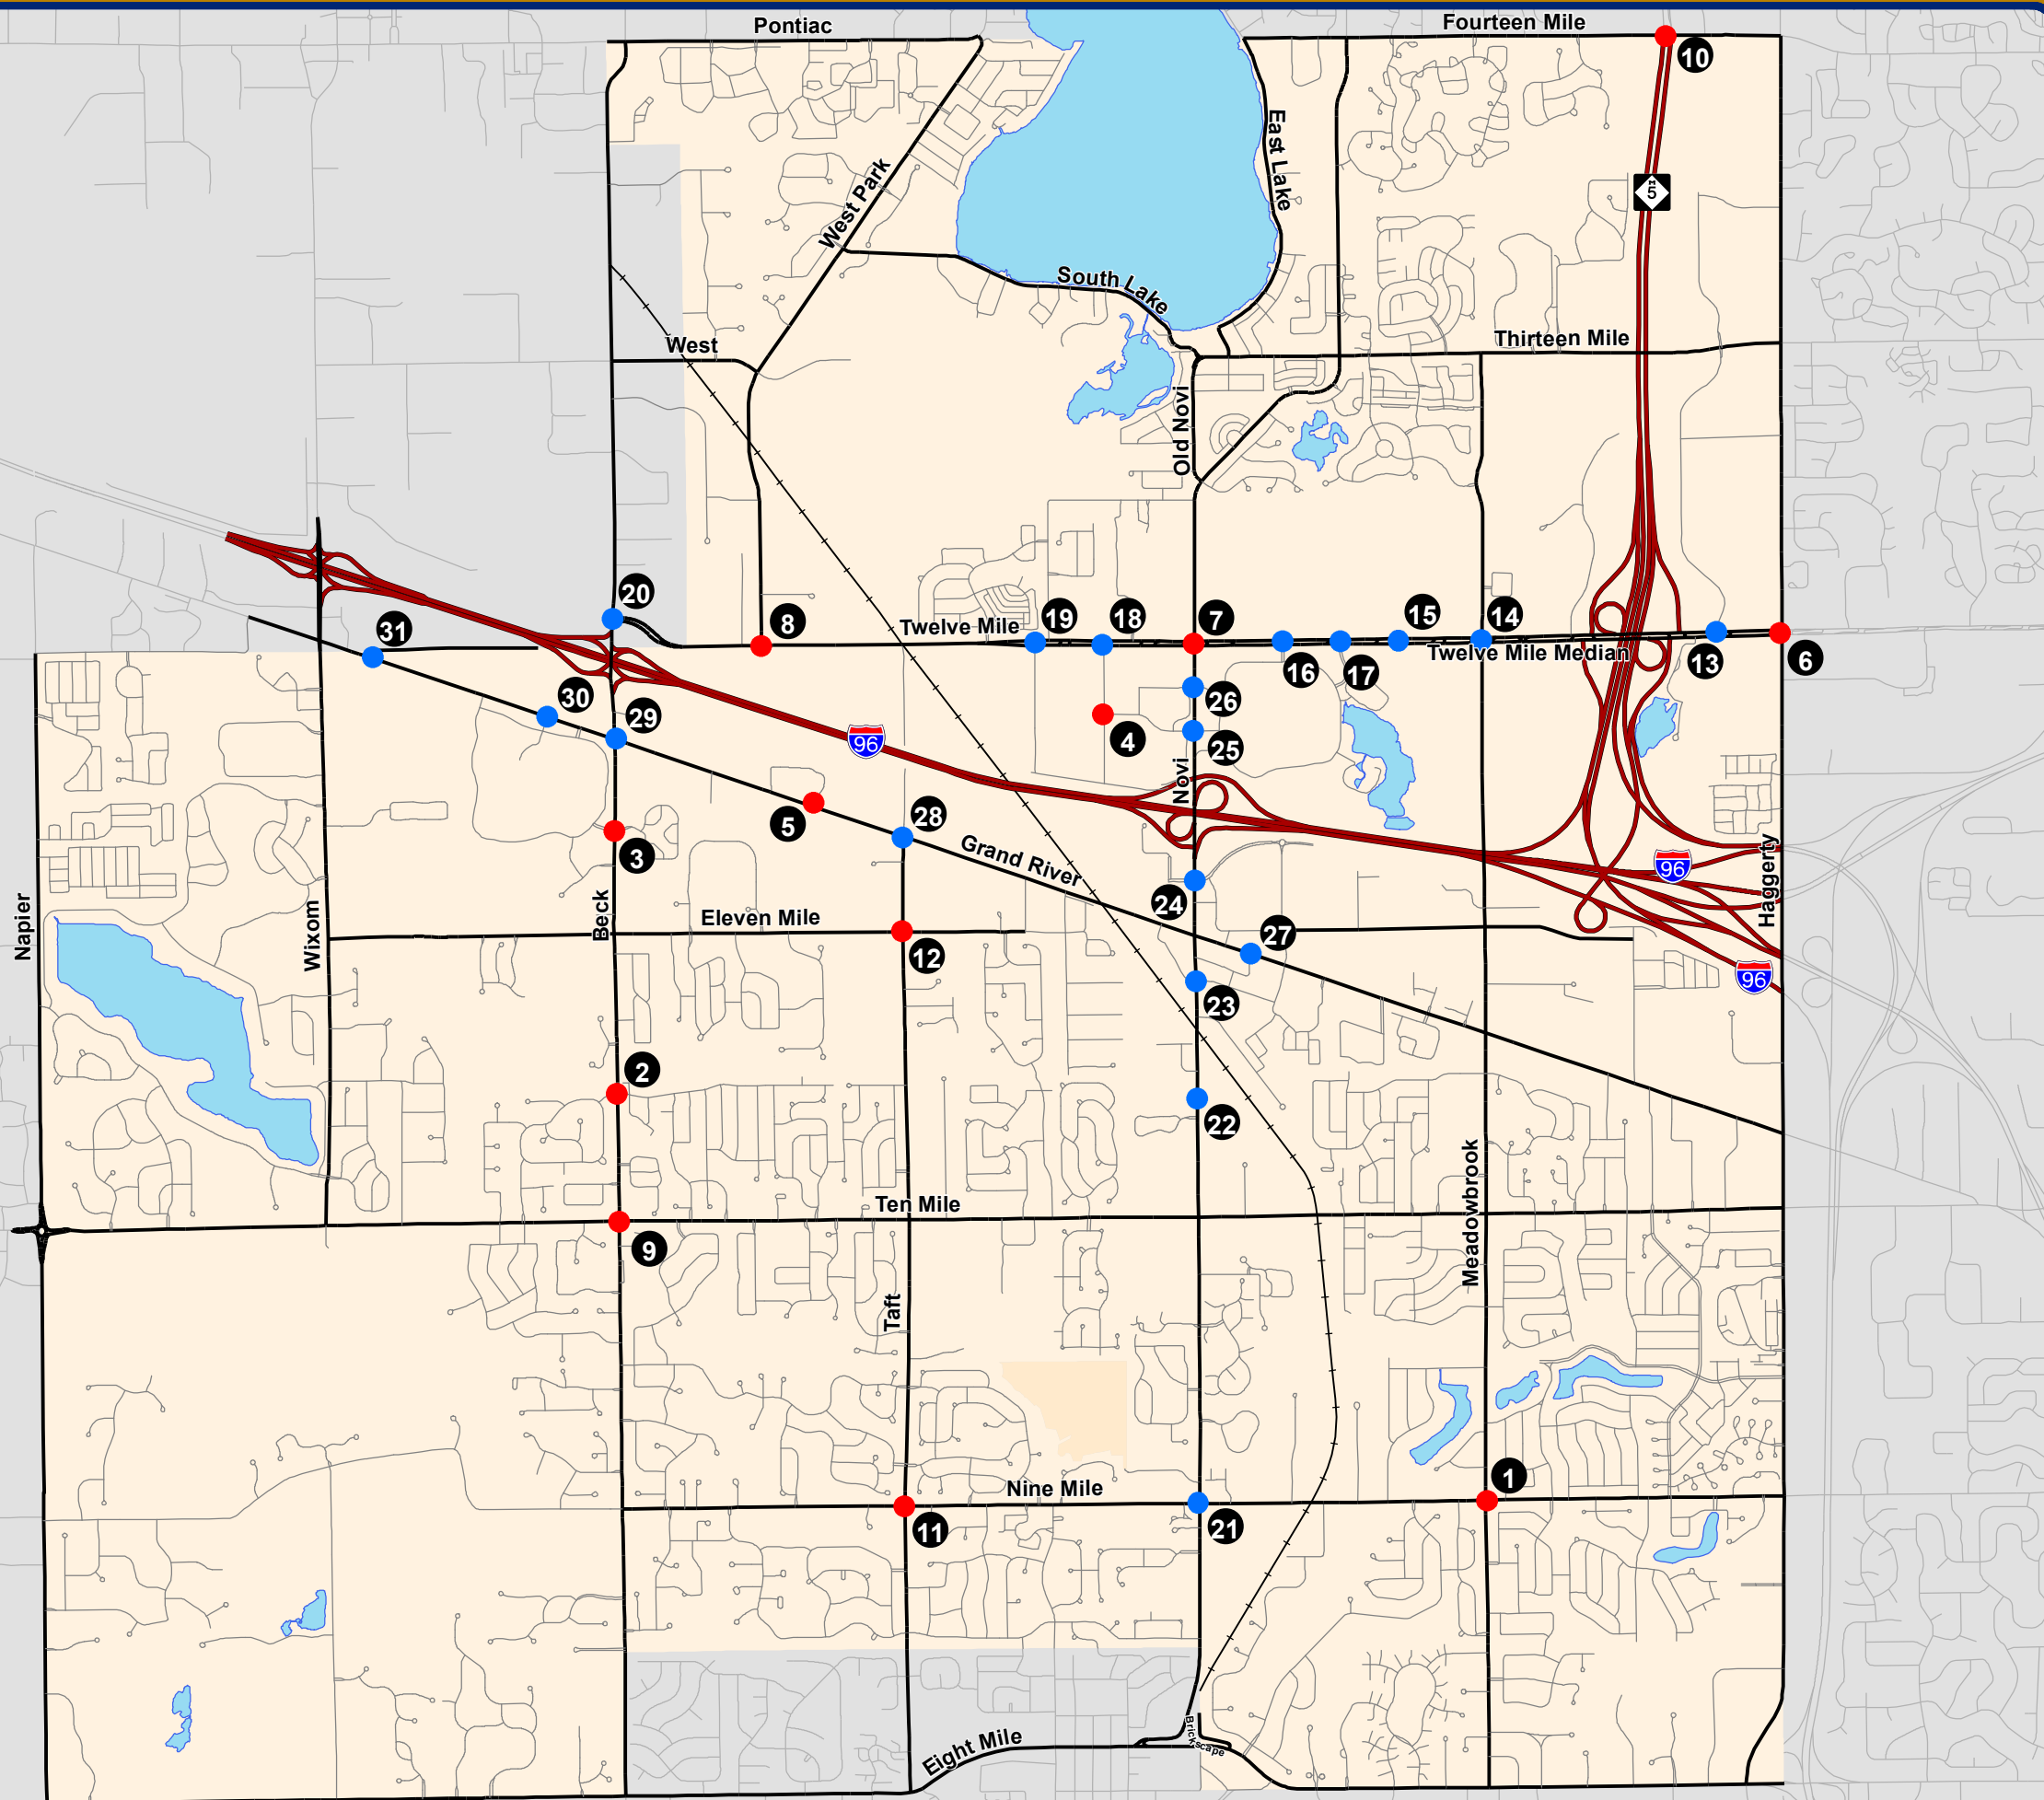 Pontiac
Fourteen Mile
10
M
5
East Lake
West Park
South Lake
West
Thirteen Mile
Old Novi
20
31
8
Twelve Mile
19
18
7
15
14
Twelve Mile Median
16
17
13
6
30
29
26
96
4
25
Novi
5
28
3
Grand River
96
Haggerty
24
Napier
Wixom
Beck
Eleven Mile
12
27
96
23
2
22
Ten Mile
Meadowbrook
9
Taft
Nine Mile
1
11
21
Eight Mile
Brickscape